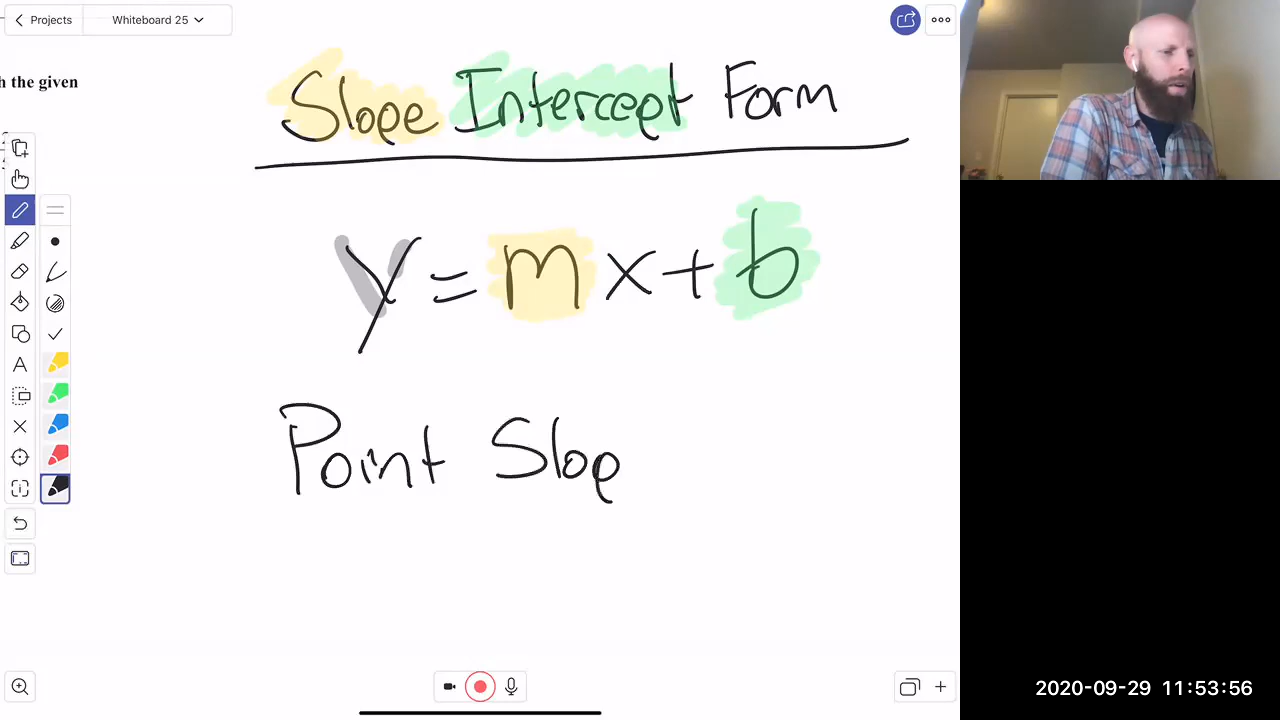 Projects
Whiteboard 25
h the given
Slope Intercept Form
y = mx + b
Point Slop
2020-09-29 11:53:56